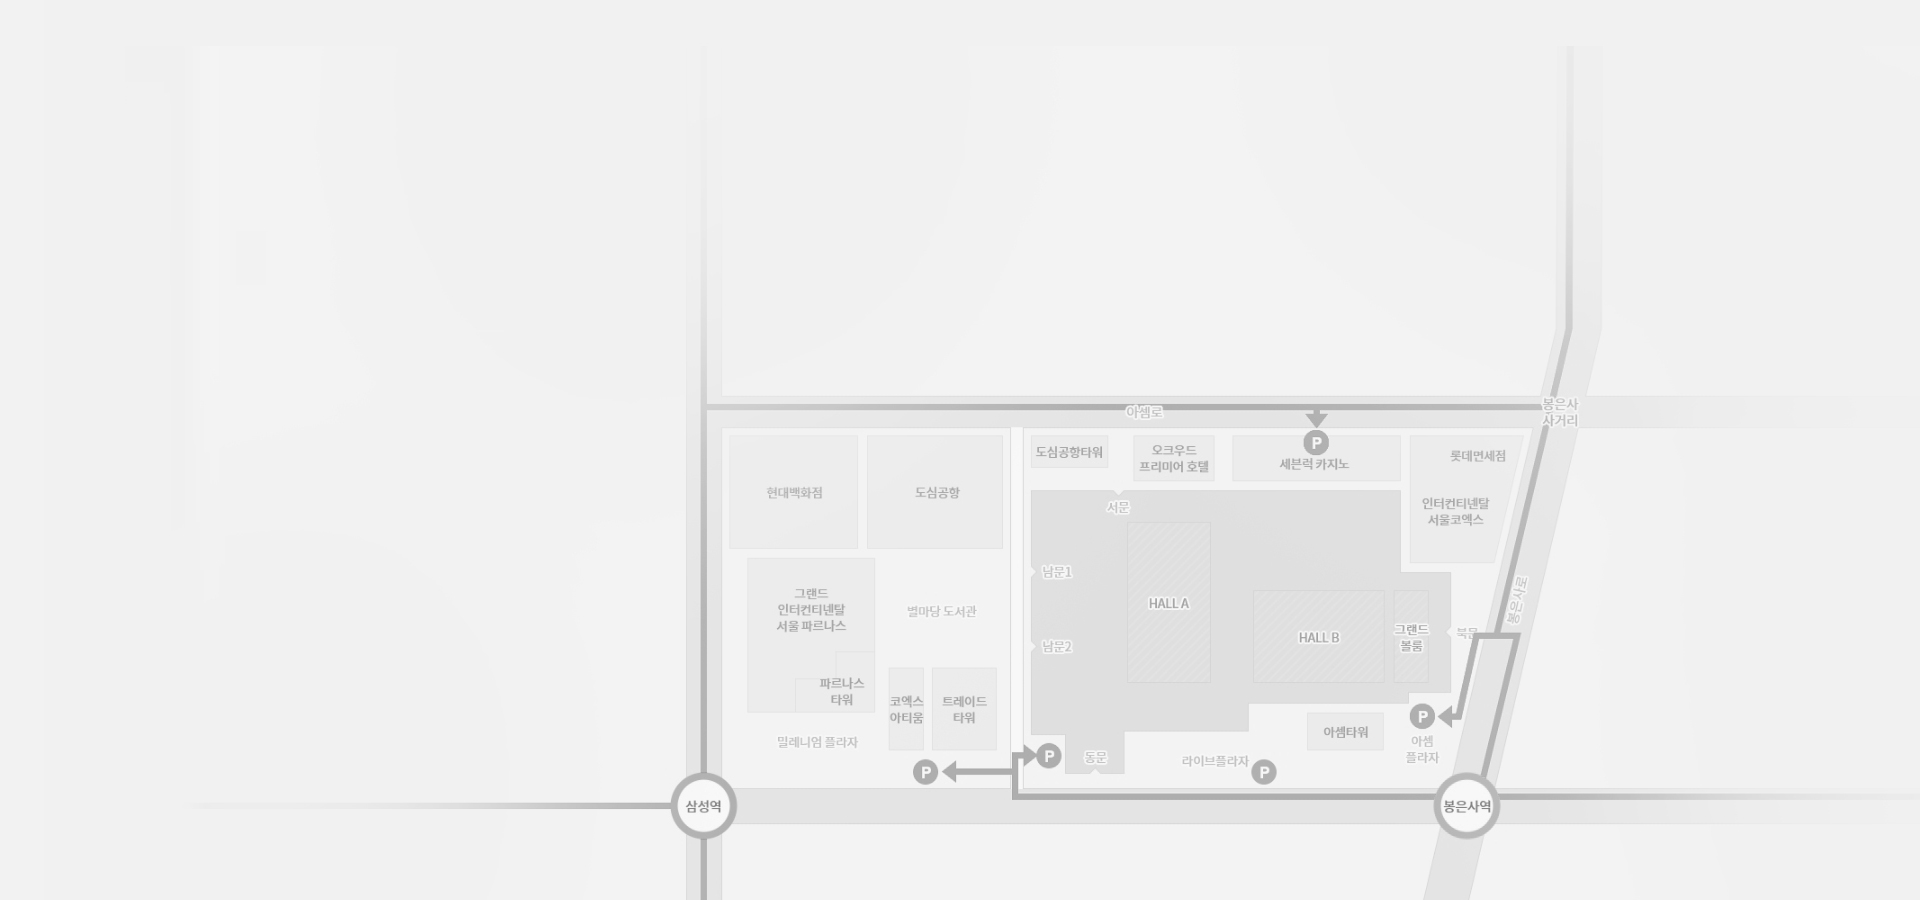 아셈로
봉은사
사거리
현대백화점
도심공항
도심공항타워
오크우드
프리미어 호텔
P
세븐럭 카지노
롯데면세점
인터컨티넨탈
서울코엑스
서문
남문1
남문2
HALL A
HALL B
그랜드
볼룸
북문
봉은사로
그랜드
인터컨티넨탈
서울 파르나스
별마당 도서관
파르나스
타워
코엑스
아티움
트레이드
타워
밀레니엄 플라자
P
P
동문
라이브플라자
P
아셈타워
P
아셈
플라자
삼성역
봉은사역